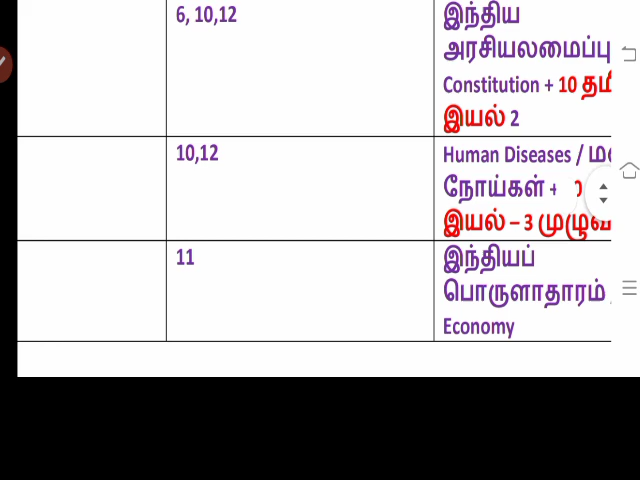 6, 10,12
இந்திய
அரசியலமைப்பு
Constitution + 10
இயல் 2
10,12
Human Diseases /
நோய்கள் +
இயல் – 3
11
இந்தியப்
பொருளாதாரம்
Economy